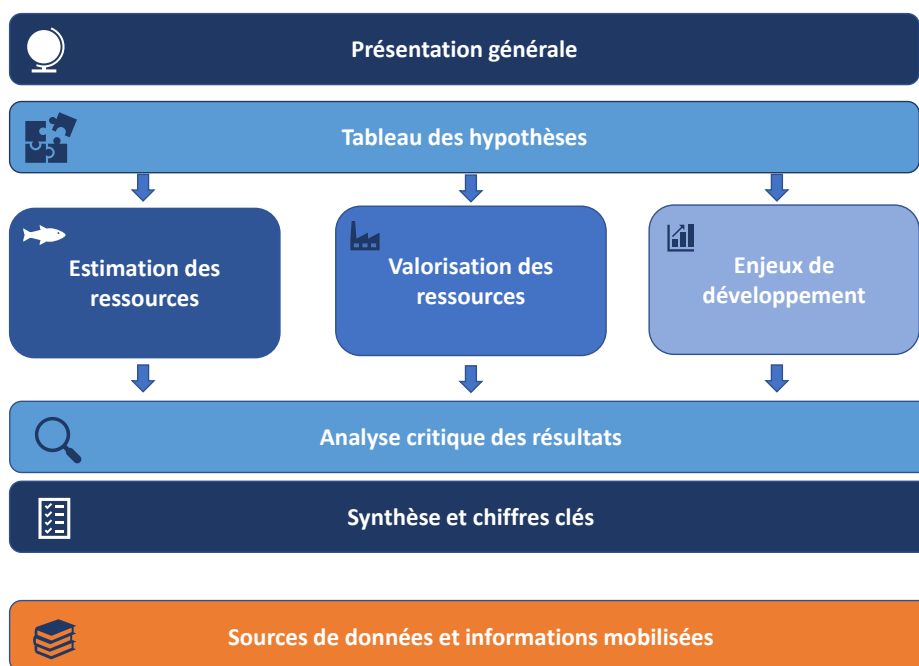 Présentation générale
Tableau des hypothèses
Estimation des
ressources
Valorisation des
ressources
Enjeux de
développement
Analyse critique des résultats
Synthèse et chiffres clés
Sources de données et informations mobilisées